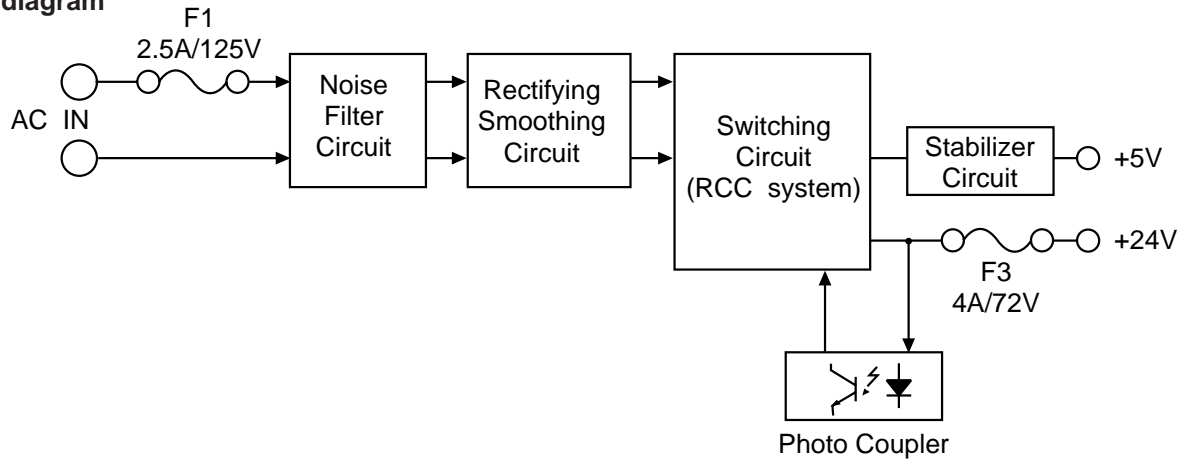 diagram
F1
2.5A/125V
AC IN
Noise
Filter
Circuit
Rectifying
Smoothing
Circuit
Switching
Circuit
(RCC system)
Stabilizer
Circuit
+5V
+24V
F3
4A/72V
Photo Coupler